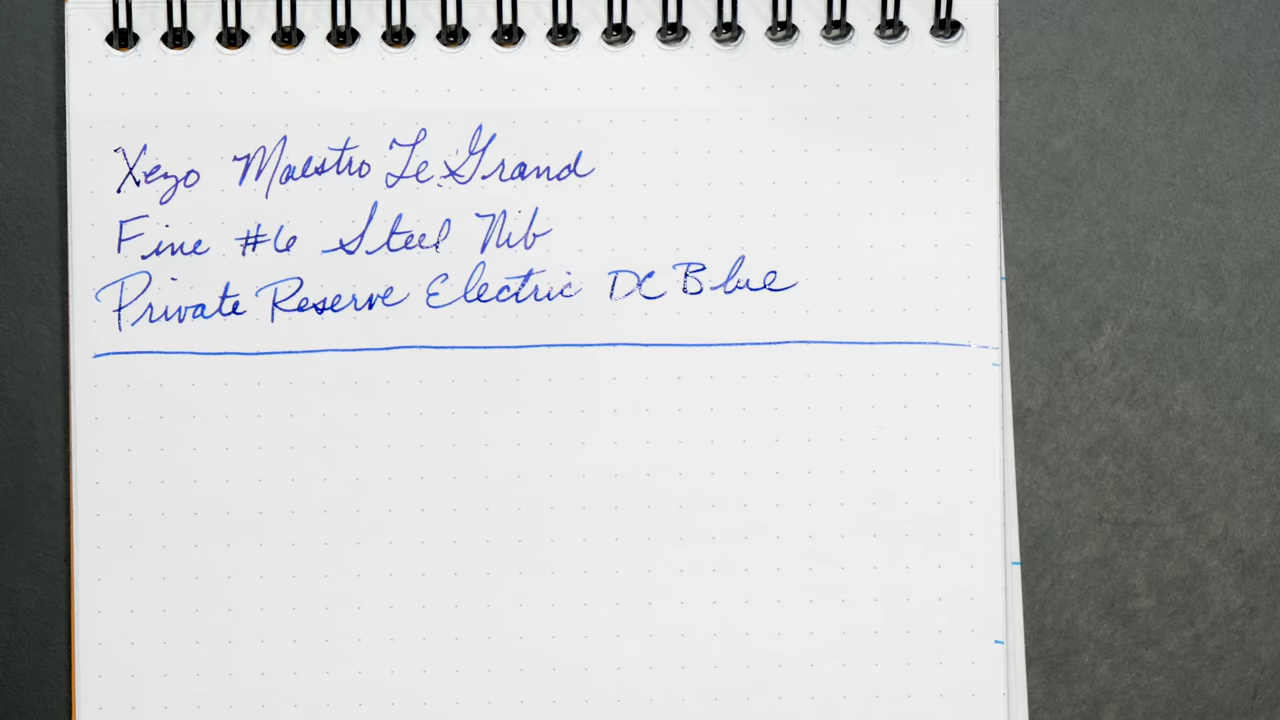 Xezo Maestro Le Grand
Fine #6 Steel Nib
Private Reserve Electric DC Blue